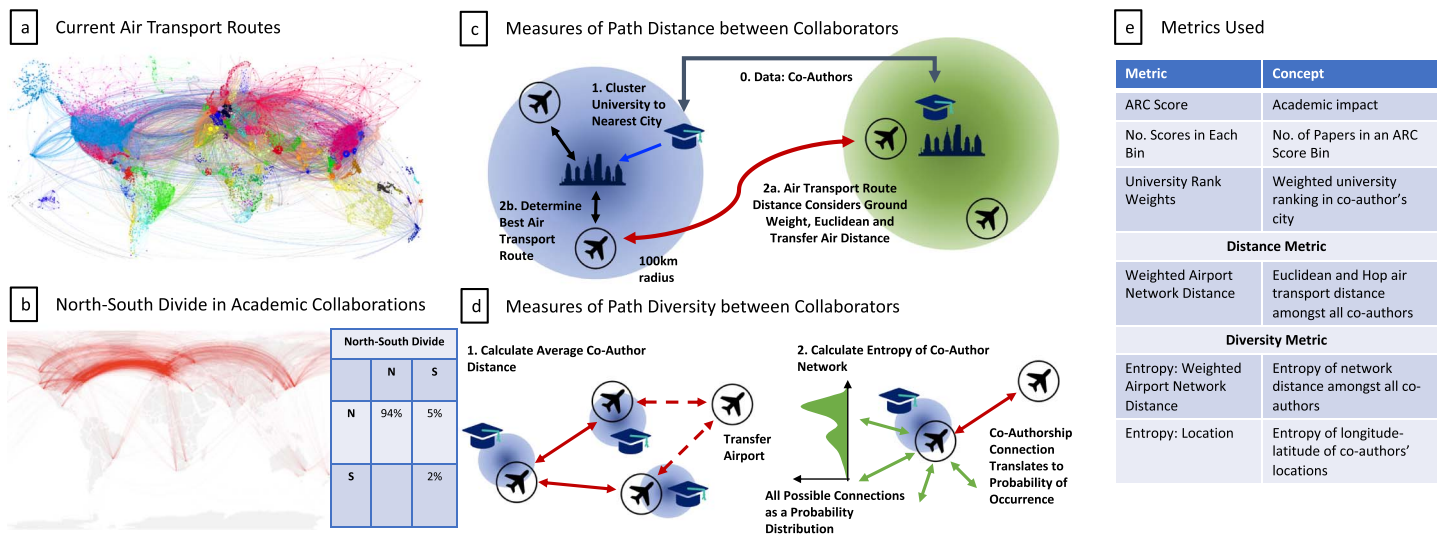 a
Current Air Transport Routes
b
North-South Divide in Academic Collaborations
North-South Divide
N
S
N
94%
5%
S
2%
c
Measures of Path Distance between Collaborators
0. Data: Co-Authors
1. Cluster
University to
Nearest City
2b. Determine
Best Air
Transport
Route
2a. Air Transport Route
Distance Considers Ground
Weight, Euclidean and
Transfer Air Distance
100km
radius
d
Measures of Path Diversity between Collaborators
1. Calculate Average Co-Author
Distance
Transfer
Airport
2. Calculate Entropy of Co-Author
Network
Co-Authorship
Connection
Translates to
Probability of
Occurrence
All Possible Connections
as a Probability
Distribution
e
Metrics Used
Metric
Concept
ARC Score
Academic impact
No. Scores in Each
Bin
No. of Papers in an ARC
Score Bin
University Rank
Weights
Weighted university
ranking in co-author's
city
Distance Metric
Weighted Airport
Network Distance
Euclidean and Hop air
transport distance
amongst all co-authors
Diversity Metric
Entropy: Weighted
Airport Network
Distance
Entropy of network
distance amongst all co-
authors
Entropy: Location
Entropy of longitude-
latitude of co-authors'
locations